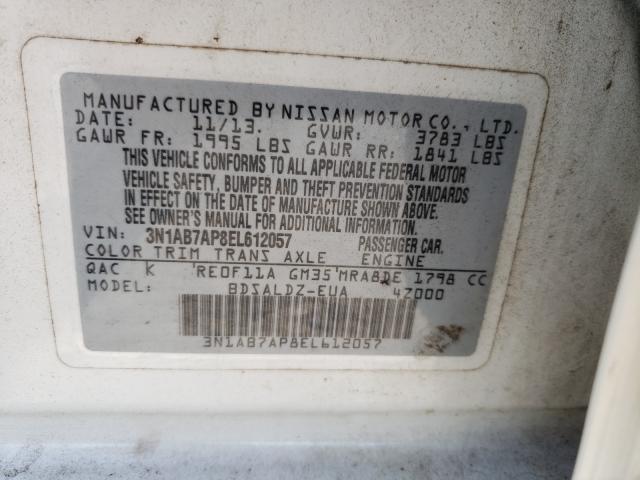 MANUFACTURED BY NISSAN MOTOR CO., LTD.
DATE: 11/13. GVWR: 3783 LBS
GAWR FR: 1995 LBS GAWR RR: 1841 LBS
THIS VEHICLE CONFORMS TO ALL APPLICABLE FEDERAL MOTOR
VEHICLE SAFETY, BUMPER AND THEFT PREVENTION STANDARDS
IN EFFECT ON THE DATE OF MANUFACTURE SHOWN ABOVE.
SEE OWNER'S MANUAL FOR ADDITIONAL INFORMATION.
VIN: 3N1AB7AP8EL612057 PASSENGER CAR.
COLOR TRIM TRANS AXLE ENGINE
QAC K RE0F11A GM35 MRA8DE 1798 CC
MODEL: BDSALDZ-EUA 4Z000
3N1AB7AP8EL612057